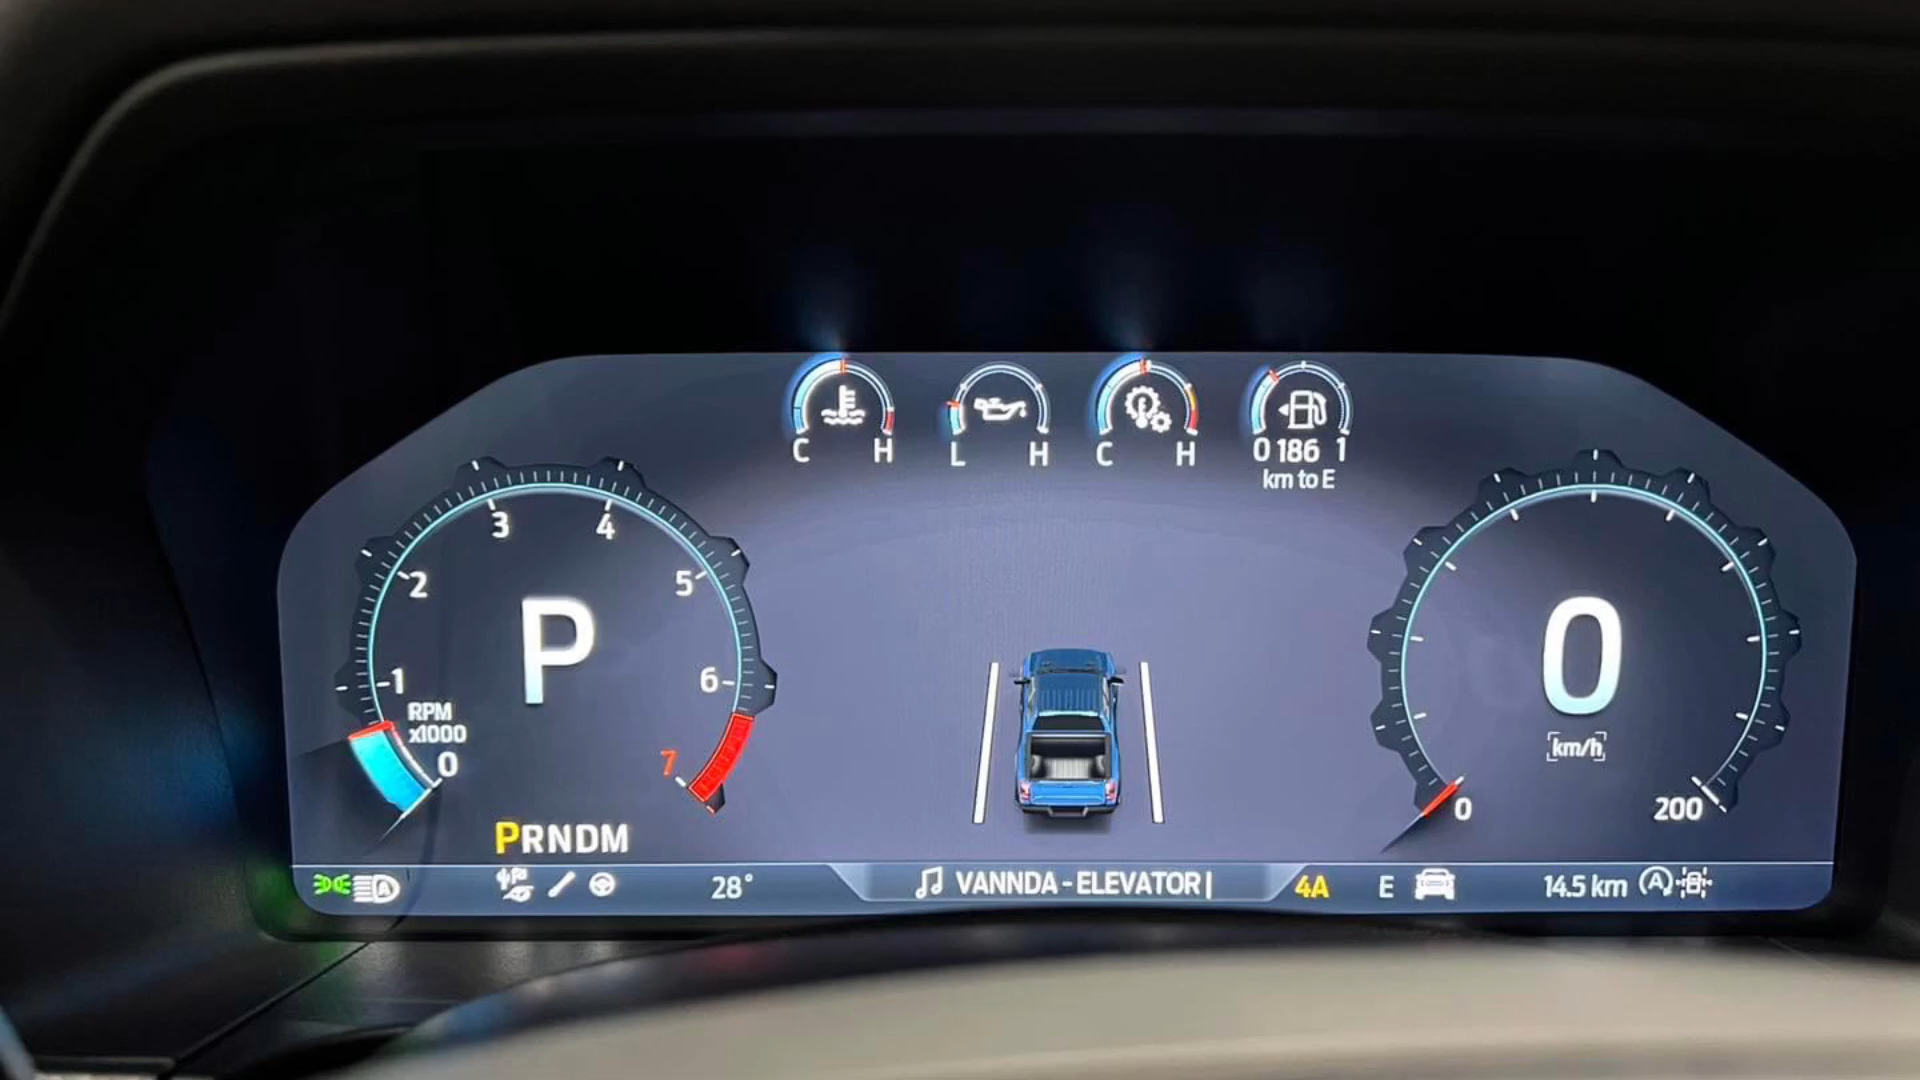 C H
L H
C H
0 186 1
km to E
3 4
2 5
1 6
RPM
x1000
0 7
P
PRNDM
0
km/h
0 200
A
28°
VANNDA - ELEVATOR |
4A
E
14.5 km
A